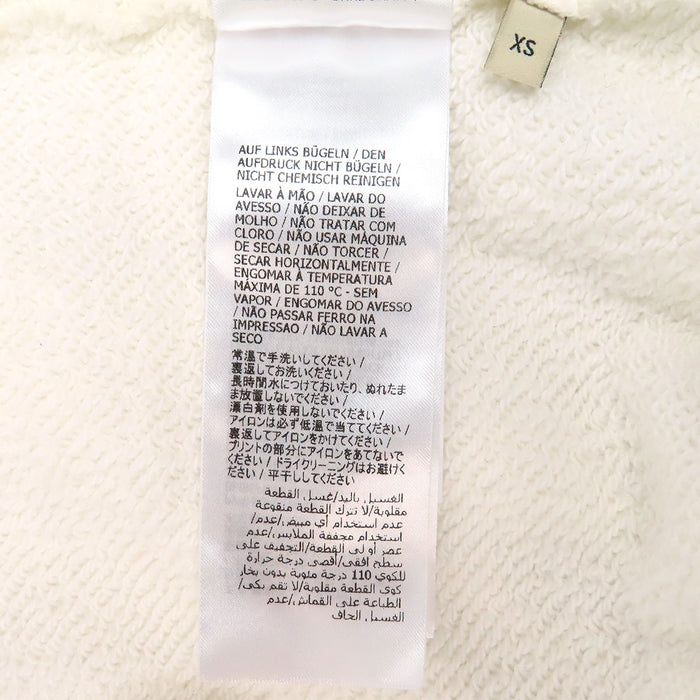 XS
AUF LINKS BÜGELN / DEN
AUFDRUCK NICHT BÜGELN /
NICHT CHEMISCH REINIGEN
LAVAR À MÃO / LAVAR DO
AVESSO / NÃO DEIXAR DE
MOLHO / NÃO TRATAR COM
CLORO / NÃO USAR MÀQUINA
DE SECAR / NÃO TORCER /
SECAR HORIZONTALMENTE /
ENGOMAR À TEMPERATURA
MÁXIMA DE 110 °C - SEM
VAPOR / ENGOMAR DO AVESSO
/ NÃO PASSAR FERRO NA
IMPRESSAO / NÃO LAVAR A
SECO
常温で手洗いしてください /
裏返してお洗いください /
長時間水につけておいたり、ぬれたま
ま放置しないでください /
漂白剤を使用しないでください /
アイロンは必ず低温で当ててください /
裏返してアイロンをかけてください /
プリントの部分にアイロンをあてないで
ください / ドライクリーニングはお避けく
ださい / 平干ししてください
الغسيل باليد/غسل القطعة
مقلوبة/لا تترك القطعة منقوعة
عدم استخدام أي مبيض/عدم/
استخدام مجففة الملابس/عدم
عصر أو لي القطعة/التجفيف على
سطح افقي/أقصى درجة حرارة
للكوي 110 درجة مئوية بدون بخار
كوي القطعة مقلوبة/لا تقم بكي/
الطباعة على القماش/عدم
الغسيل الجاف